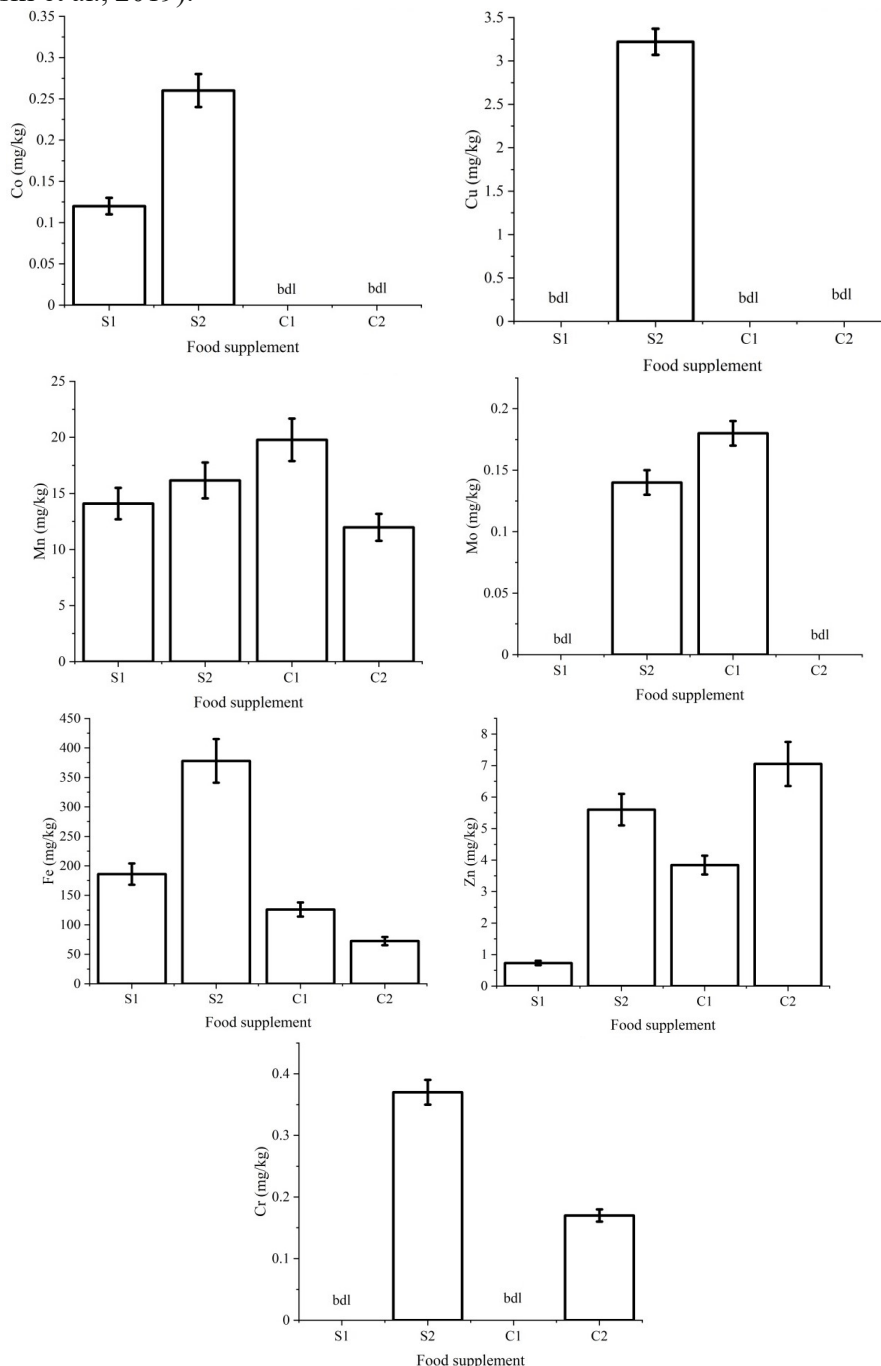 2019).
0.35
0.3
0.25
0.2
0.15
0.1
0.05
0
Co (mg/kg)
bdl bdl
S1 S2 C1 C2
Food supplement
3.5
3
2.5
2
1.5
1
0.5
0
Cu (mg/kg)
bdl bdl bdl
S1 S2 C1 C2
Food supplement
25
20
15
10
5
0
Mn (mg/kg)
S1 S2 C1 C2
Food supplement
0.2
0.15
0.1
0.05
0
Mo (mg/kg)
bdl bdl
S1 S2 C1 C2
Food supplement
450
400
350
300
250
200
150
100
50
0
Fe (mg/kg)
S1 S2 C1 C2
Food supplement
8
7
6
5
4
3
2
1
0
Zn (mg/kg)
S1 S2 C1 C2
Food supplement
0.4
0.3
0.2
0.1
0
Cr (mg/kg)
bdl bdl
S1 S2 C1 C2
Food supplement